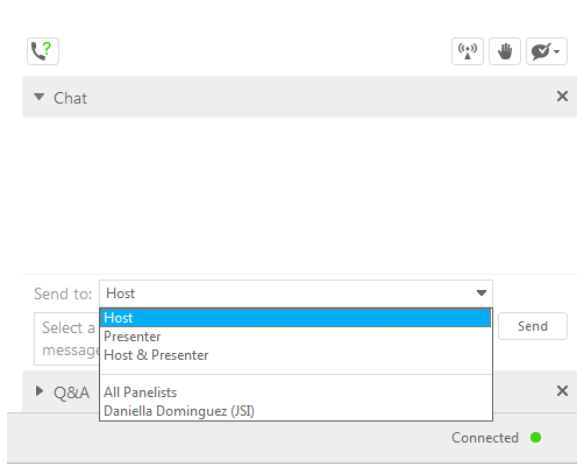 ?
Chat
Send to: Host
Host
Presenter
Host & Presenter
All Panelists
Daniella Dominguez (JSI)
Select a
message
Send
Q&A
Connected